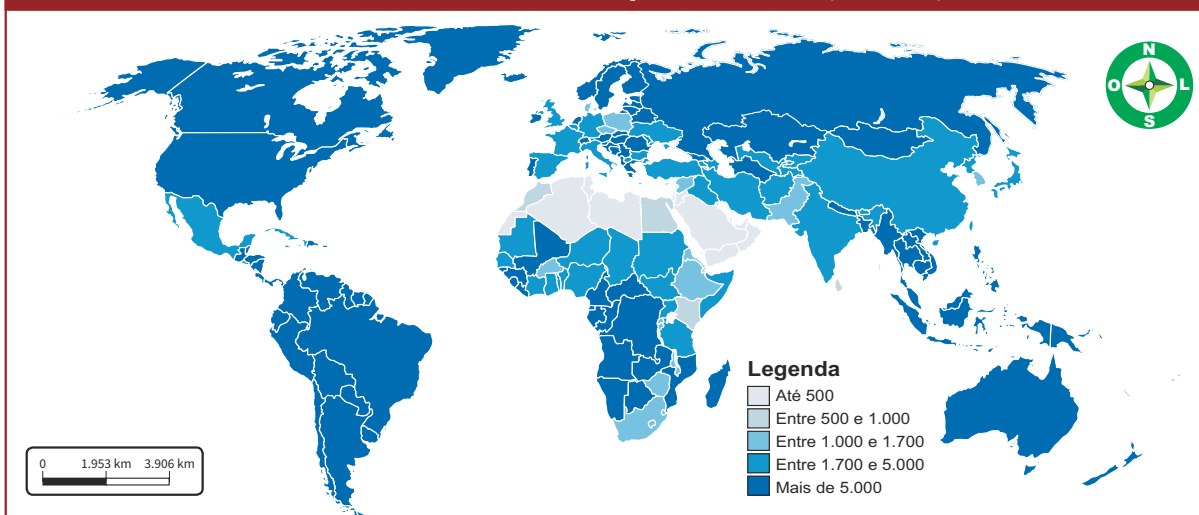 N
O L
S
Legenda
Até 500
Entre 500 e 1.000
Entre 1.000 e 1.700
Entre 1.700 e 5.000
Mais de 5.000
0 1.953 km 3.906 km